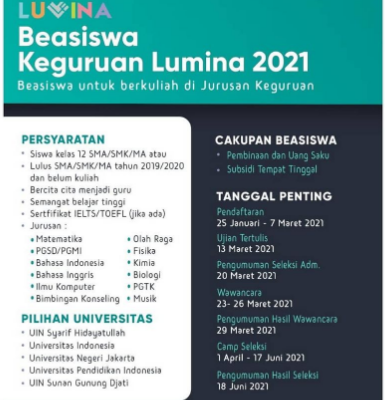 LUMINA
Beasiswa
Keguruan Lumina 2021
Beasiswa untuk berkuliah di Jurusan Keguruan
PERSYARATAN
• Siswa kelas 12 SMA/SMK/MA atau
• Lulus SMA/SMK/MA tahun 2019/2020
dan belum kuliah
• Bercita cita menjadi guru
• Semangat belajar tinggi
• Sertfifikat IELTS/TOEFL (jika ada)
• Jurusan :
• Matematika
• PGSD/PGMI
• Bahasa Indonesia
• Bahasa Inggris
• Ilmu Komputer
• Bimbingan Konseling
• Olah Raga
• Fisika
• Kimia
• Biologi
• PGTK
• Musik
PILIHAN UNIVERSITAS
• UIN Syarif Hidayatullah
• Universitas Indonesia
• Universitas Negeri Jakarta
• Universitas Pendidikan Indonesia
• UIN Sunan Gunung Djati
CAKUPAN BEASISWA
• Pembinaan dan Uang Saku
• Subsidi Tempat Tinggal
TANGGAL PENTING
Pendaftaran
25 Januari - 7 Maret 2021
Ujian Tertulis
13 Maret 2021
Pengumuman Seleksi Adm.
20 Maret 2021
Wawancara
23- 26 Maret 2021
Pengumuman Hasil Wawancara
29 Maret 2021
Camp Seleksi
1 April - 17 Juni 2021
Pengumuman Hasil Seleksi
18 Juni 2021